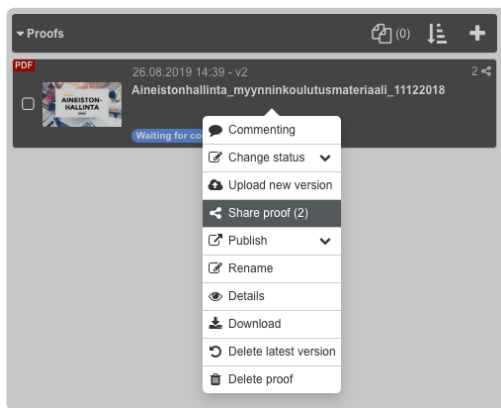 Proofs (0)
PDF
26.08.2019 14:39 - v2 2
Aineistonhallinta_myynninkoulutusmateriaali_11122018
AINEISTON-
HALLINTA
Waiting for co
Commenting
Change status
Upload new version
Share proof (2)
Publish
Rename
Details
Download
Delete latest version
Delete proof